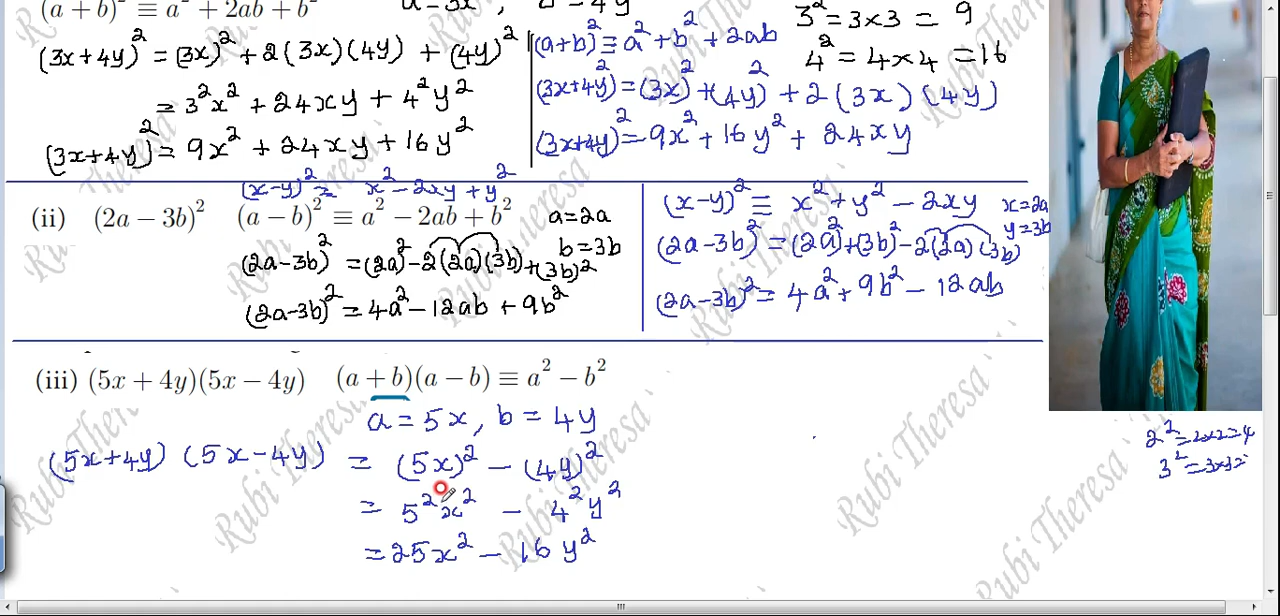 (a + b)² ≡ a² + 2ab + b²
(3x+4y)² = (3x)² + 2(3x)(4y) + (4y)²
= 3²x² + 24xy + 4²y²
(3x+4y)² = 9x² + 24xy + 16y²
(a+b)² ≡ a² + b² + 2ab
(3x+4y)² = (3x)² + (4y)² + 2(3x)(4y)
(3x+4y)² = 9x² + 16y² + 24xy
3² = 3×3 = 9
4² = 4×4 = 16
(x-y)² = x² - 2xy + y²
(ii) (2a − 3b)² (a − b)² ≡ a² − 2ab + b² a=2a
b=3b
(2a-3b)² = (2a)² - 2(2a)(3b) + (3b)²
(2a-3b)² = 4a² - 12ab + 9b²
(x-y)² ≡ x² + y² - 2xy x=2a
y=3b
(2a-3b)² = (2a)² + (3b)² - 2(2a)(3b)
(2a-3b)² = 4a² + 9b² - 12ab
(iii) (5x + 4y)(5x − 4y) (a + b)(a − b) ≡ a² − b²
a = 5x, b = 4y
(5x+4y)(5x-4y) = (5x)² - (4y)²
= 5²x² - 4²y²
= 25x² - 16y²
2² = 2×2=4
Rubi Theresa